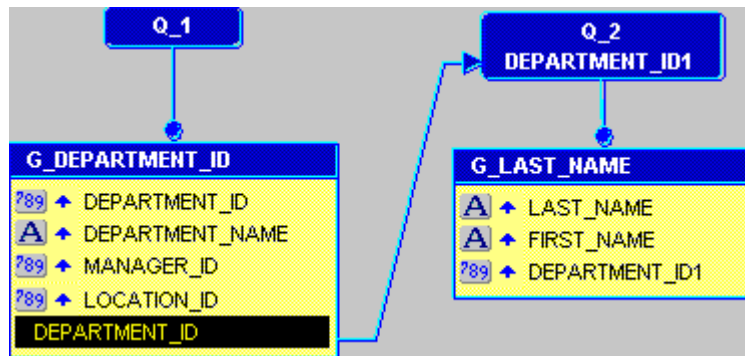 Q_1
G_DEPARTMENT_ID
789 DEPARTMENT_ID
A DEPARTMENT_NAME
789 MANAGER_ID
789 LOCATION_ID
DEPARTMENT_ID
Q_2
DEPARTMENT_ID1
G_LAST_NAME
A LAST_NAME
A FIRST_NAME
789 DEPARTMENT_ID1